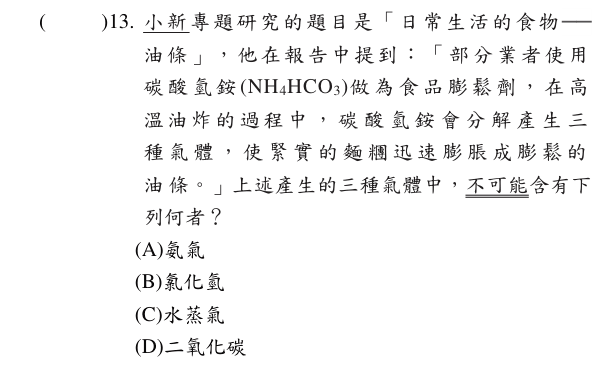 (　　)13. 小新專題研究的題目是「日常生活的食物──
油條」，他在報告中提到：「部分業者使用
碳酸氫銨(NH₄HCO₃)做為食品膨鬆劑，在高
溫油炸的過程中，碳酸氫銨會分解產生三
種氣體，使緊實的麵糰迅速膨脹成膨鬆的
油條。」上述產生的三種氣體中，不可能含有下
列何者？
(A)氨氣
(B)氯化氫
(C)水蒸氣
(D)二氧化碳